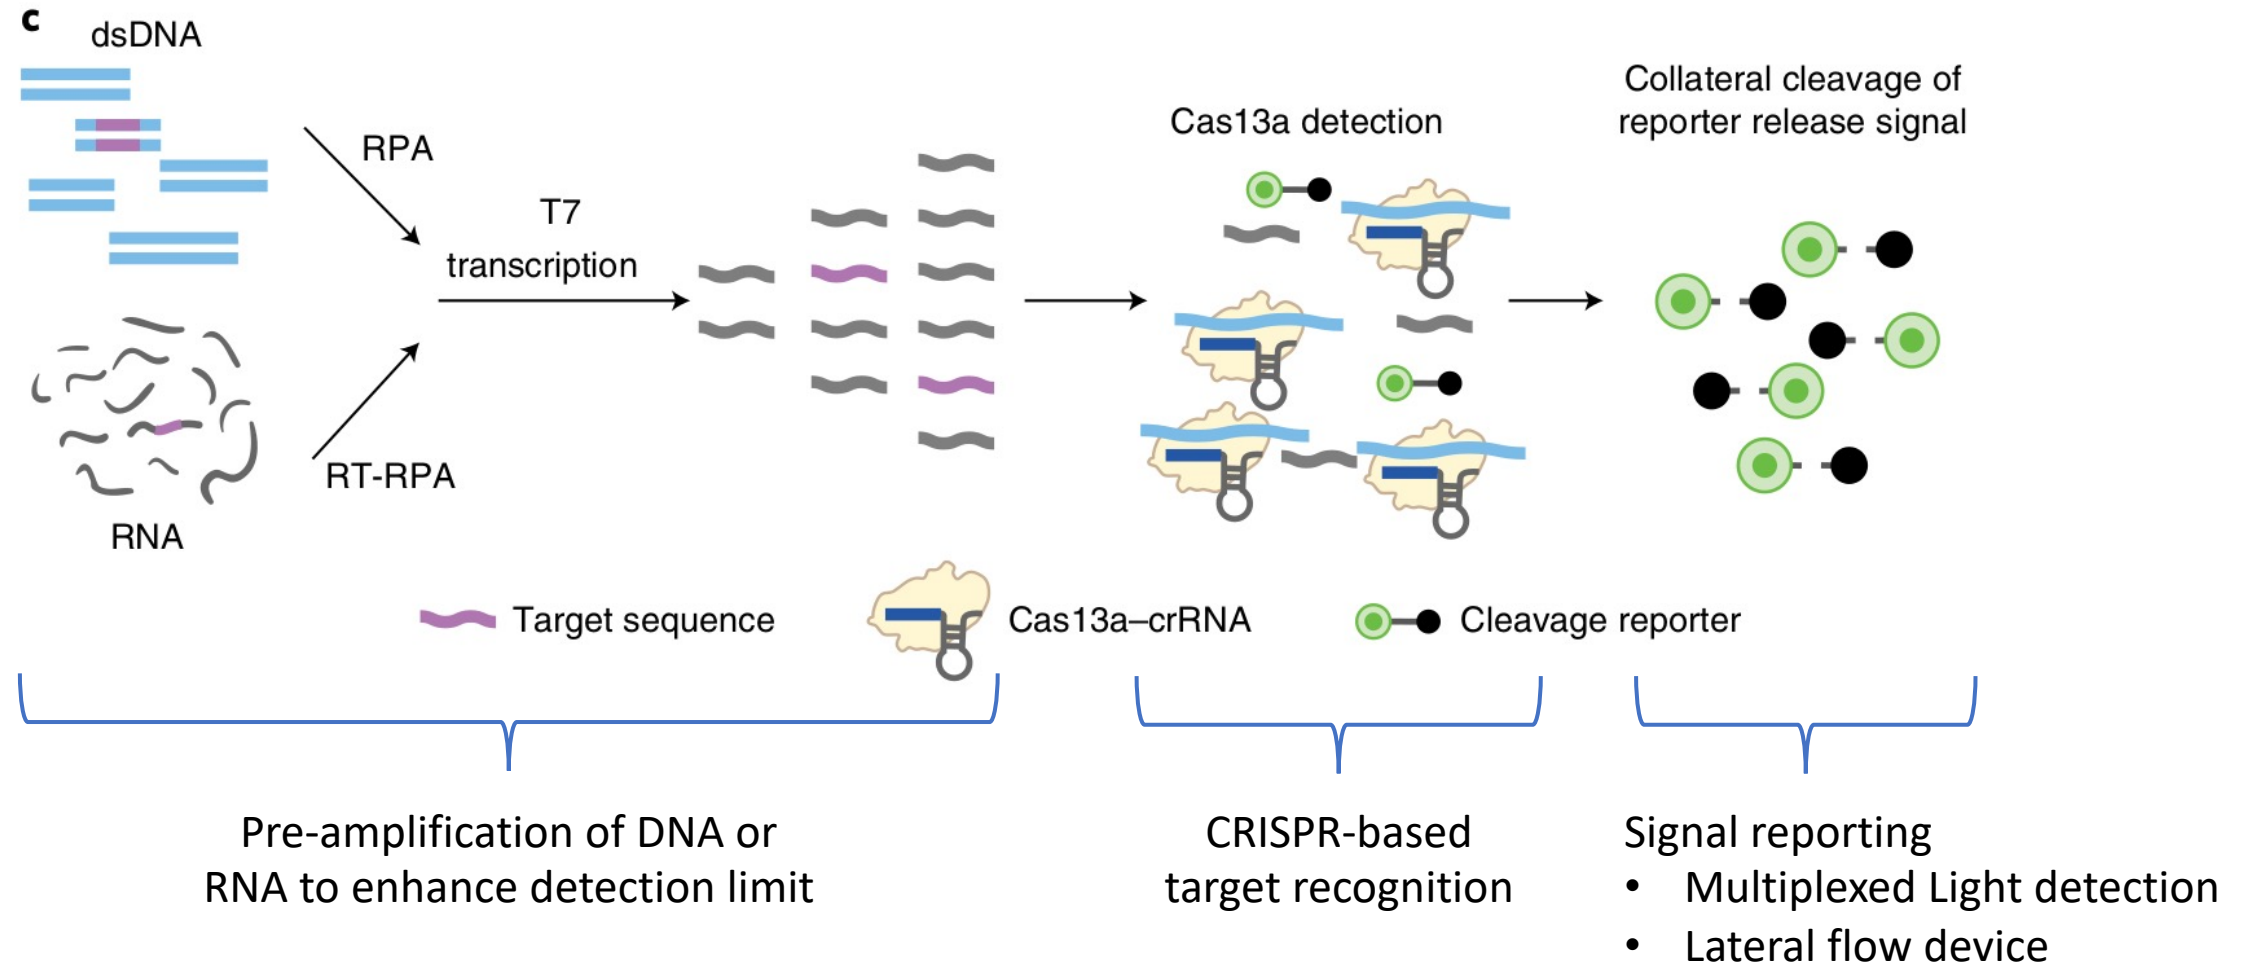 c
dsDNA
RPA
T7
transcription
RT-RPA
RNA
Cas13a detection
Collateral cleavage of
reporter release signal
Target sequence
Cas13a–crRNA
Cleavage reporter
Pre-amplification of DNA or
RNA to enhance detection limit
CRISPR-based
target recognition
Signal reporting
• Multiplexed Light detection
• Lateral flow device